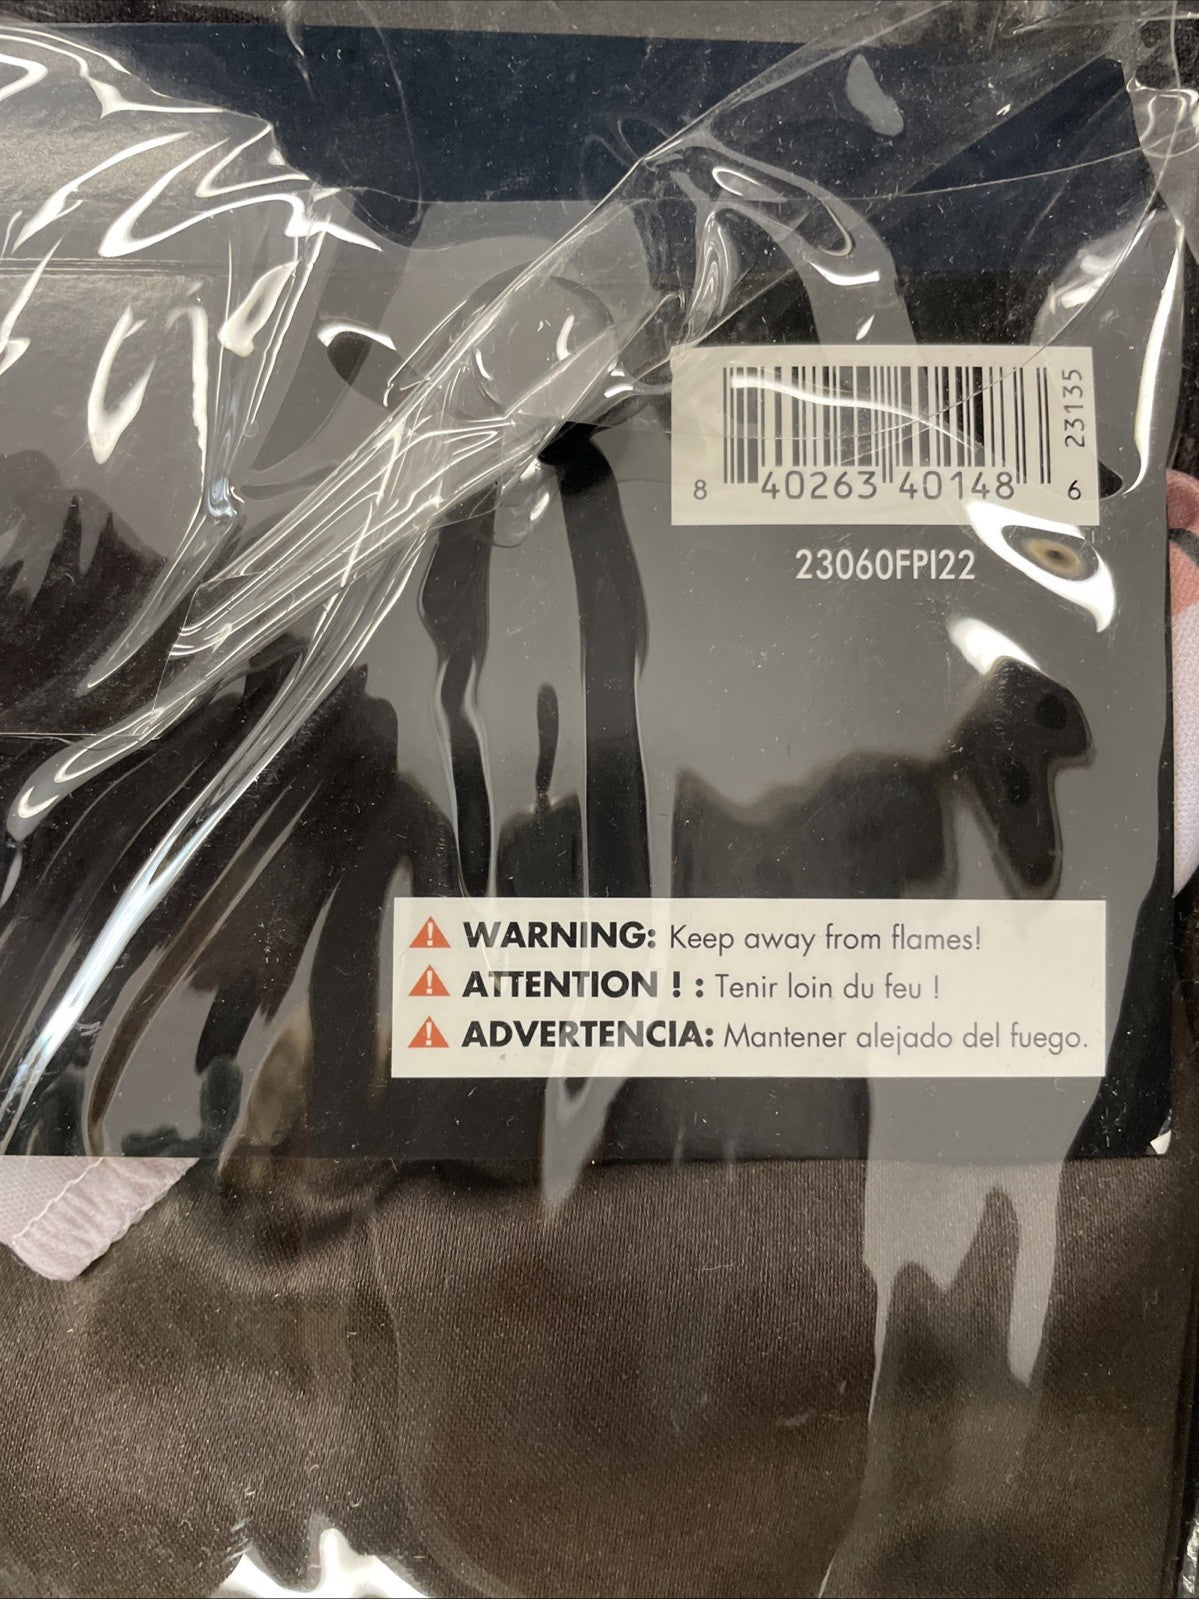 23135
8 40263 40148 6
23060FPI22
WARNING: Keep away from flames!
ATTENTION ! : Tenir loin du feu !
ADVERTENCIA: Mantener alejado del fuego.